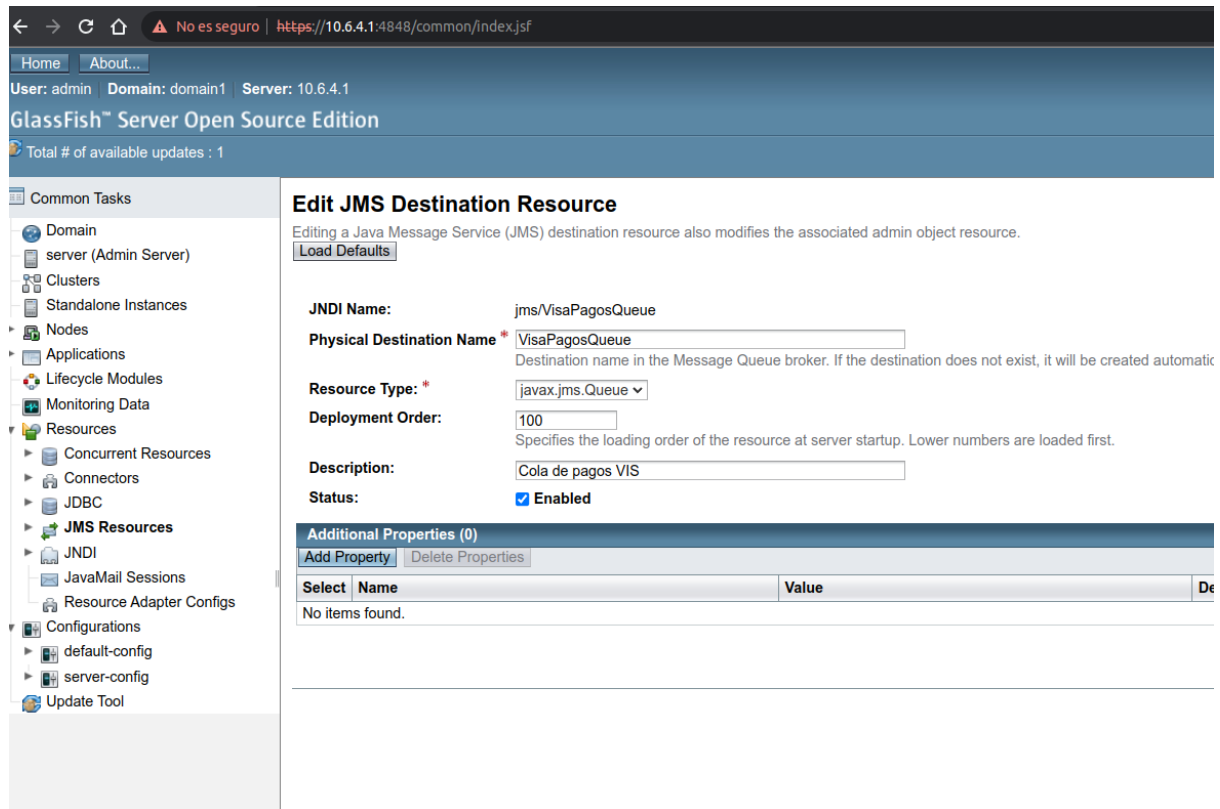 No es seguro | https://10.6.4.1:4848/common/index.jsf
Home About...
User: admin Domain: domain1 Server: 10.6.4.1
GlassFish™ Server Open Source Edition
Total # of available updates : 1
Common Tasks
Domain
server (Admin Server)
Clusters
Standalone Instances
Nodes
Applications
Lifecycle Modules
Monitoring Data
Resources
Concurrent Resources
Connectors
JDBC
JMS Resources
JNDI
JavaMail Sessions
Resource Adapter Configs
Configurations
default-config
server-config
Update Tool
Edit JMS Destination Resource
Editing a Java Message Service (JMS) destination resource also modifies the associated admin object resource.
Load Defaults
JNDI Name: jms/VisaPagosQueue
Physical Destination Name * VisaPagosQueue
Destination name in the Message Queue broker. If the destination does not exist, it will be created automatic
Resource Type: * javax.jms.Queue
Deployment Order: 100
Specifies the loading order of the resource at server startup. Lower numbers are loaded first.
Description: Cola de pagos VIS
Status: Enabled
Additional Properties (0)
Add Property Delete Properties
Select Name Value De
No items found.